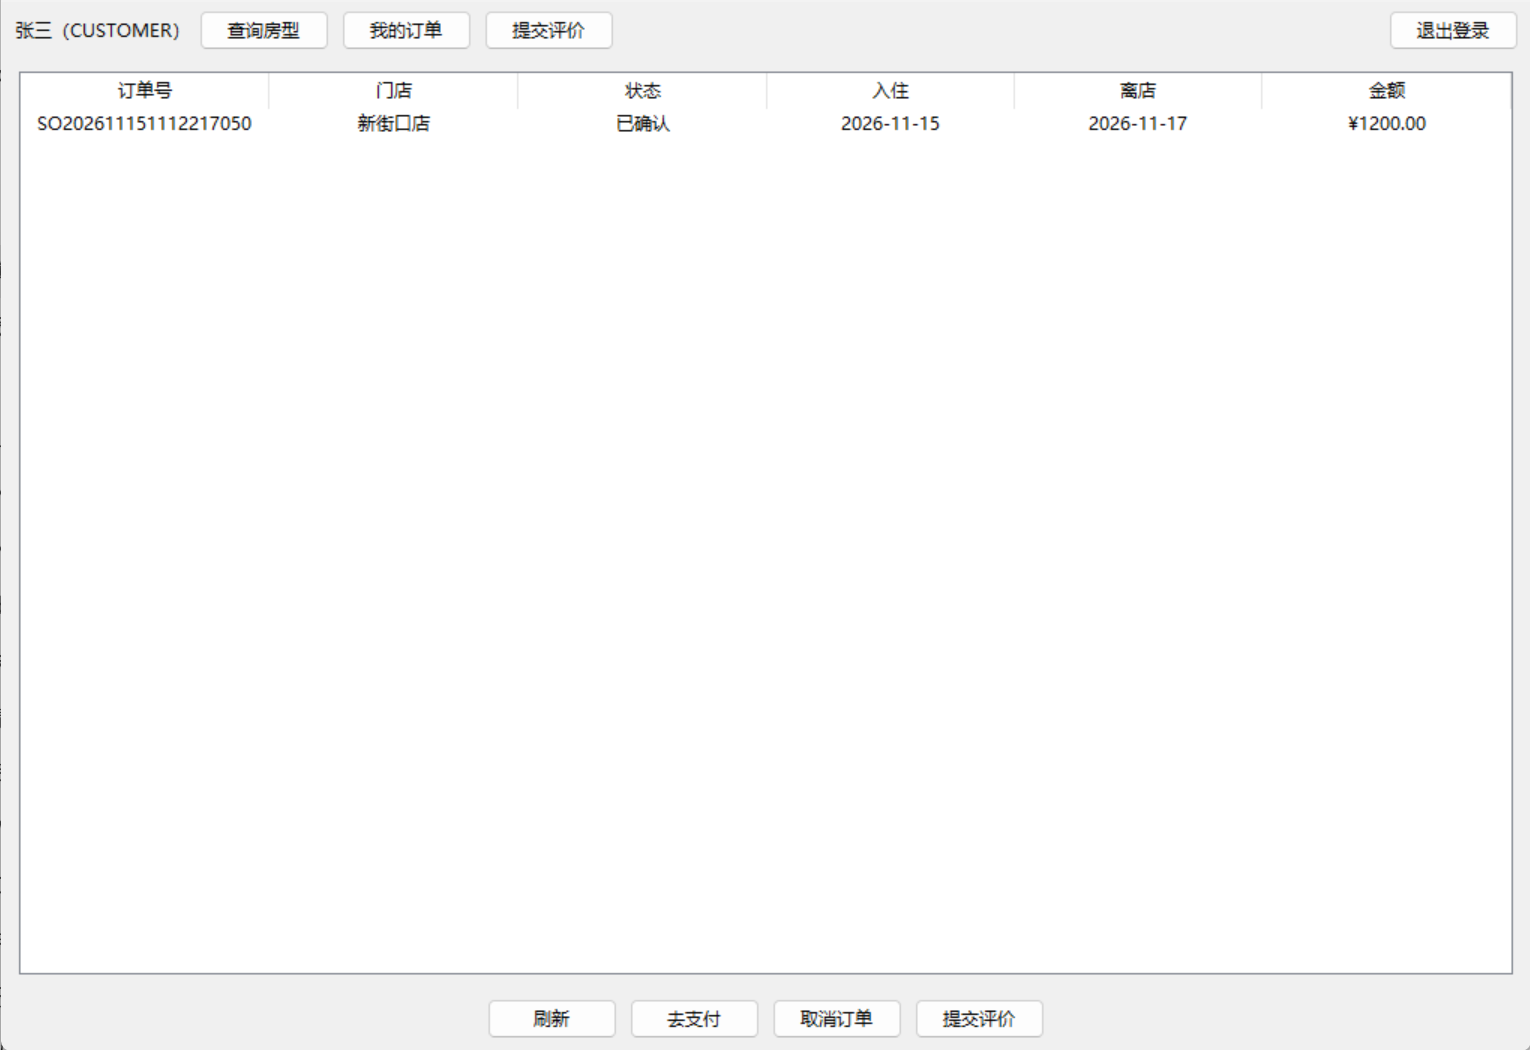 张三（CUSTOMER） 查询房型 我的订单 提交评价 退出登录
订单号 门店 状态 入住 离店 金额
SO202611151112217050 新街口店 已确认 2026-11-15 2026-11-17 ¥1200.00
刷新 去支付 取消订单 提交评价